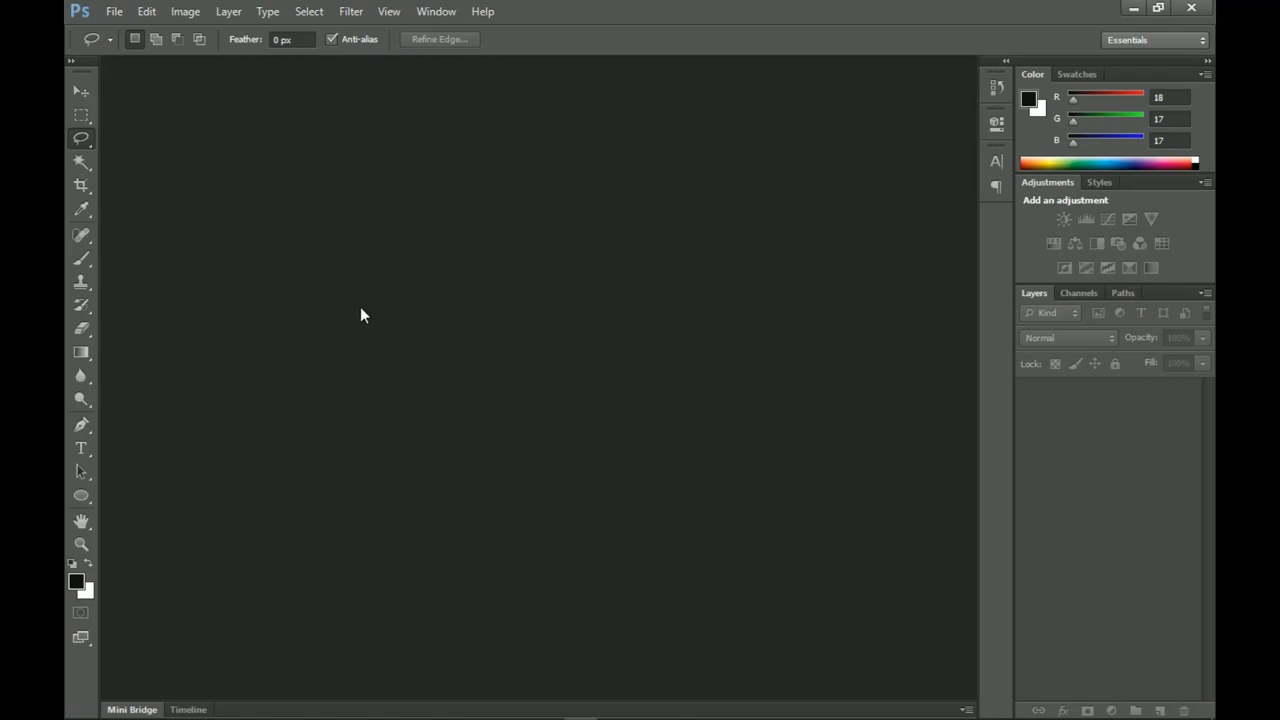 Ps File Edit Image Layer Type Select Filter View Window Help
Feather: 0 px Anti-alias Refine Edge... Essentials
Color Swatches
R 18
G 17
B 17
Adjustments Styles
Add an adjustment
Layers Channels Paths
Kind
Normal Opacity: 100%
Lock: Fill: 100%
Mini Bridge Timeline